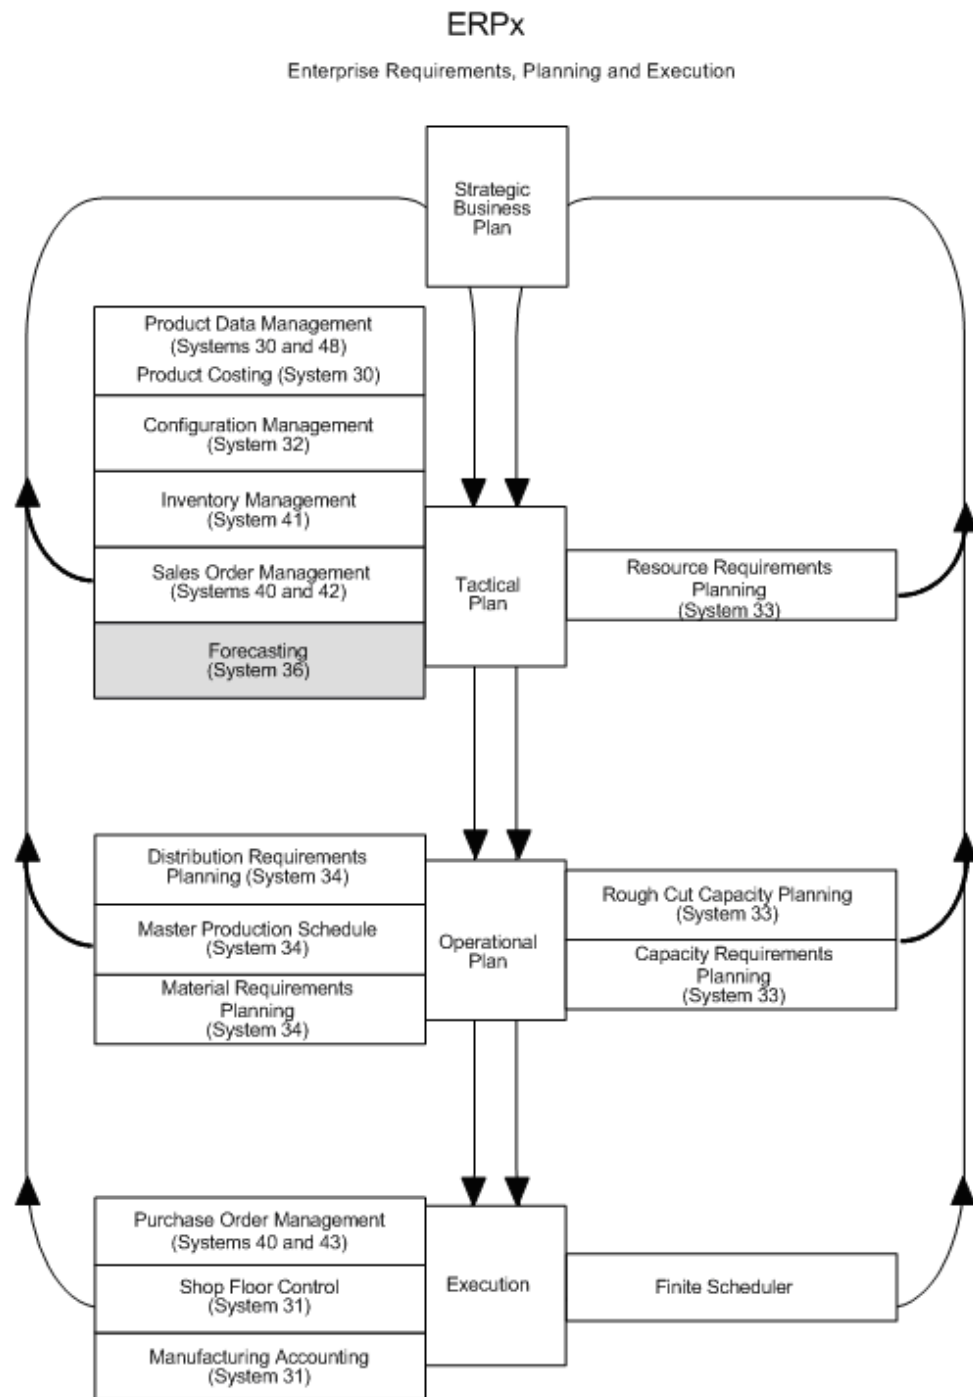 ERPx
Enterprise Requirements, Planning and Execution
Strategic
Business
Plan
Product Data Management
(Systems 30 and 48)
Product Costing (System 30)
Configuration Management
(System 32)
Inventory Management
(System 41)
Sales Order Management
(Systems 40 and 42)
Forecasting
(System 36)
Tactical
Plan
Resource Requirements
Planning
(System 33)
Distribution Requirements
Planning (System 34)
Master Production Schedule
(System 34)
Material Requirements
Planning
(System 34)
Operational
Plan
Rough Cut Capacity Planning
(System 33)
Capacity Requirements
Planning
(System 33)
Purchase Order Management
(Systems 40 and 43)
Shop Floor Control
(System 31)
Manufacturing Accounting
(System 31)
Execution
Finite Scheduler